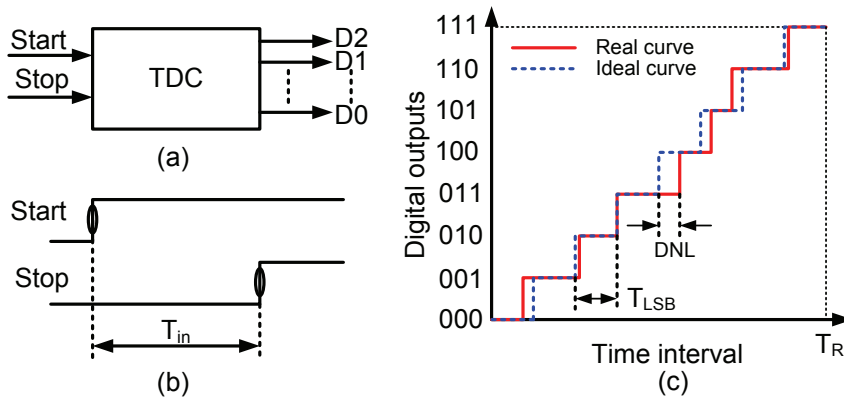 Start
Stop
TDC
D2
D1
D0
(a)
Start
Stop
Tin
(b)
Digital outputs
111
110
101
100
011
010
001
000
Real curve
Ideal curve
DNL
TLSB
Time interval
TR
(c)